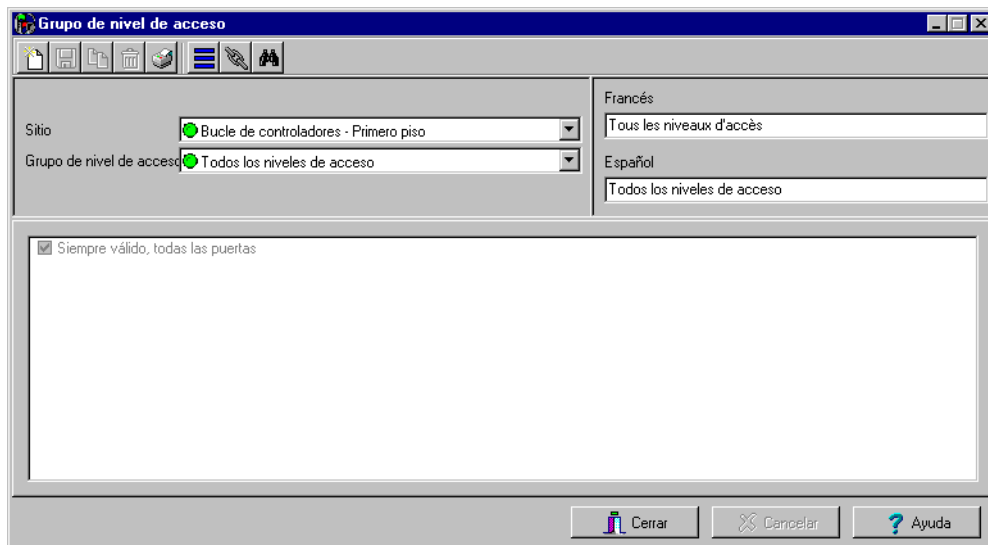 Grupo de nivel de acceso
Sitio
Bucle de controladores - Primero piso
Grupo de nivel de acceso
Todos los niveles de acceso
Francés
Tous les niveaux d'accès
Español
Todos los niveles de acceso
Siempre válido, todas las puertas
Cerrar
Cancelar
Ayuda